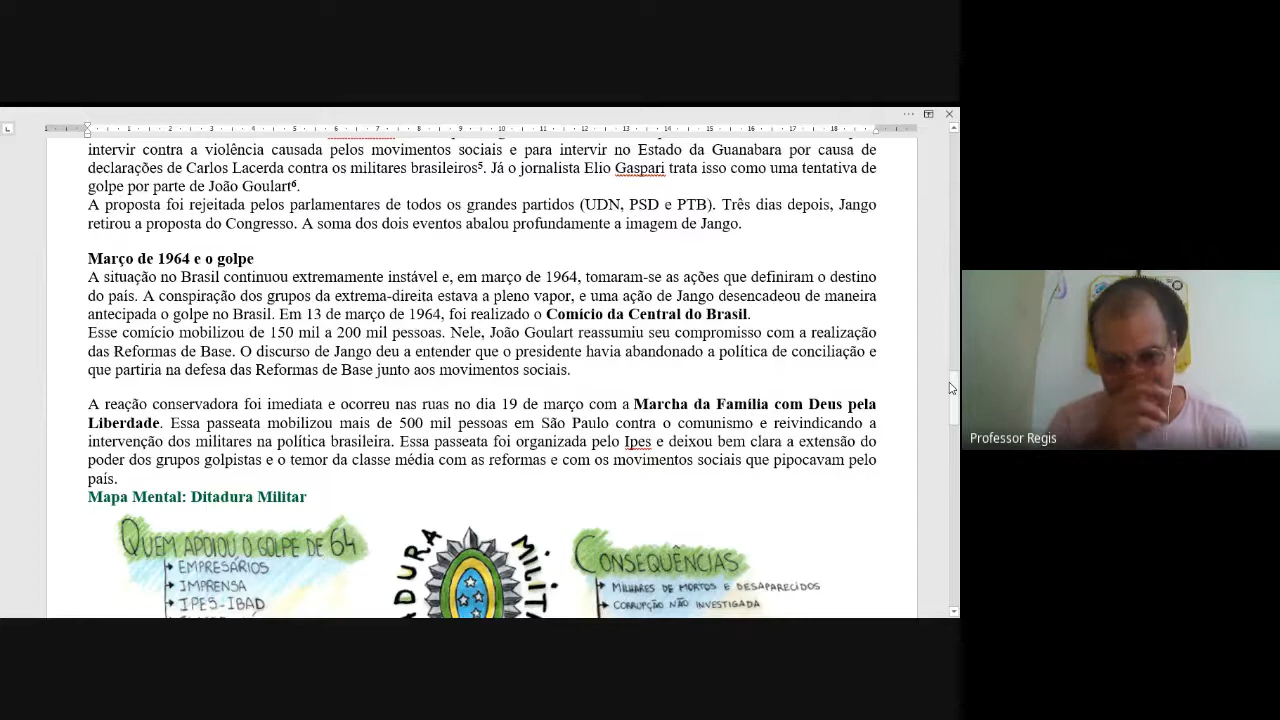 intervir contra a violência causada pelos movimentos sociais e para intervir no Estado da Guanabara por causa de
declarações de Carlos Lacerda contra os militares brasileiros⁵. Já o jornalista Elio Gaspari trata isso como uma tentativa de
golpe por parte de João Goulart⁶.
A proposta foi rejeitada pelos parlamentares de todos os grandes partidos (UDN, PSD e PTB). Três dias depois, Jango
retirou a proposta do Congresso. A soma dos dois eventos abalou profundamente a imagem de Jango.
Março de 1964 e o golpe
A situação no Brasil continuou extremamente instável e, em março de 1964, tomaram-se as ações que definiram o destino
do país. A conspiração dos grupos da extrema-direita estava a pleno vapor, e uma ação de Jango desencadeou de maneira
antecipada o golpe no Brasil. Em 13 de março de 1964, foi realizado o Comício da Central do Brasil.
Esse comício mobilizou de 150 mil a 200 mil pessoas. Nele, João Goulart reassumiu seu compromisso com a realização
das Reformas de Base. O discurso de Jango deu a entender que o presidente havia abandonado a política de conciliação e
que partiria na defesa das Reformas de Base junto aos movimentos sociais.
A reação conservadora foi imediata e ocorreu nas ruas no dia 19 de março com a Marcha da Família com Deus pela
Liberdade. Essa passeata mobilizou mais de 500 mil pessoas em São Paulo contra o comunismo e reivindicando a
intervenção dos militares na política brasileira. Essa passeata foi organizada pelo Ipes e deixou bem clara a extensão do
poder dos grupos golpistas e o temor da classe média com as reformas e com os movimentos sociais que pipocavam pelo
país.
Mapa Mental: Ditadura Militar
QUEM APOIOU O GOLPE DE 64
EMPRESÁRIOS
IMPRENSA
IPES-IBAD
ADURA
MILITA
CONSEQUÊNCIAS
MILHARES DE MORTOS E DESAPARECIDOS
CORRUPÇÃO NÃO INVESTIGADA
Professor Regis